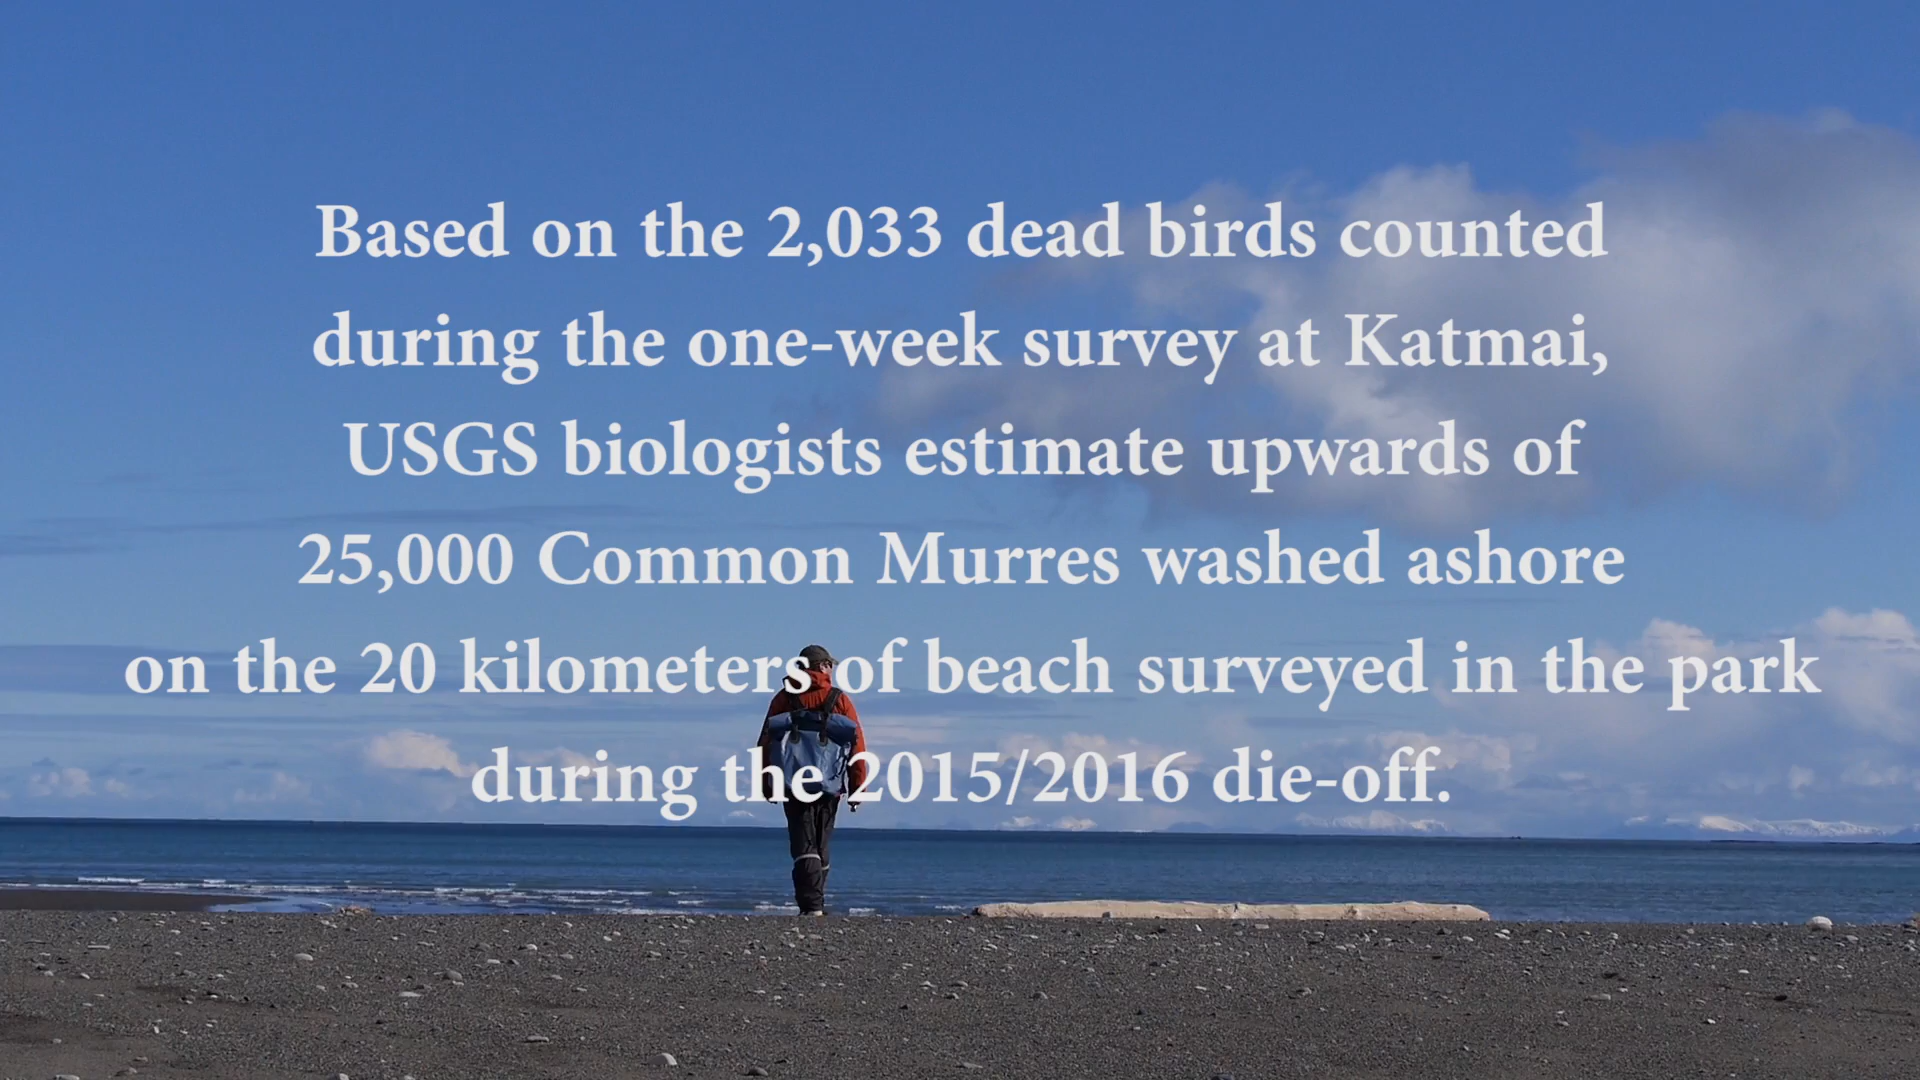 Based on the 2,033 dead birds counted
during the one-week survey at Katmai,
USGS biologists estimate upwards of
25,000 Common Murres washed ashore
on the 20 kilometers of beach surveyed in the park
during the 2015/2016 die-off.